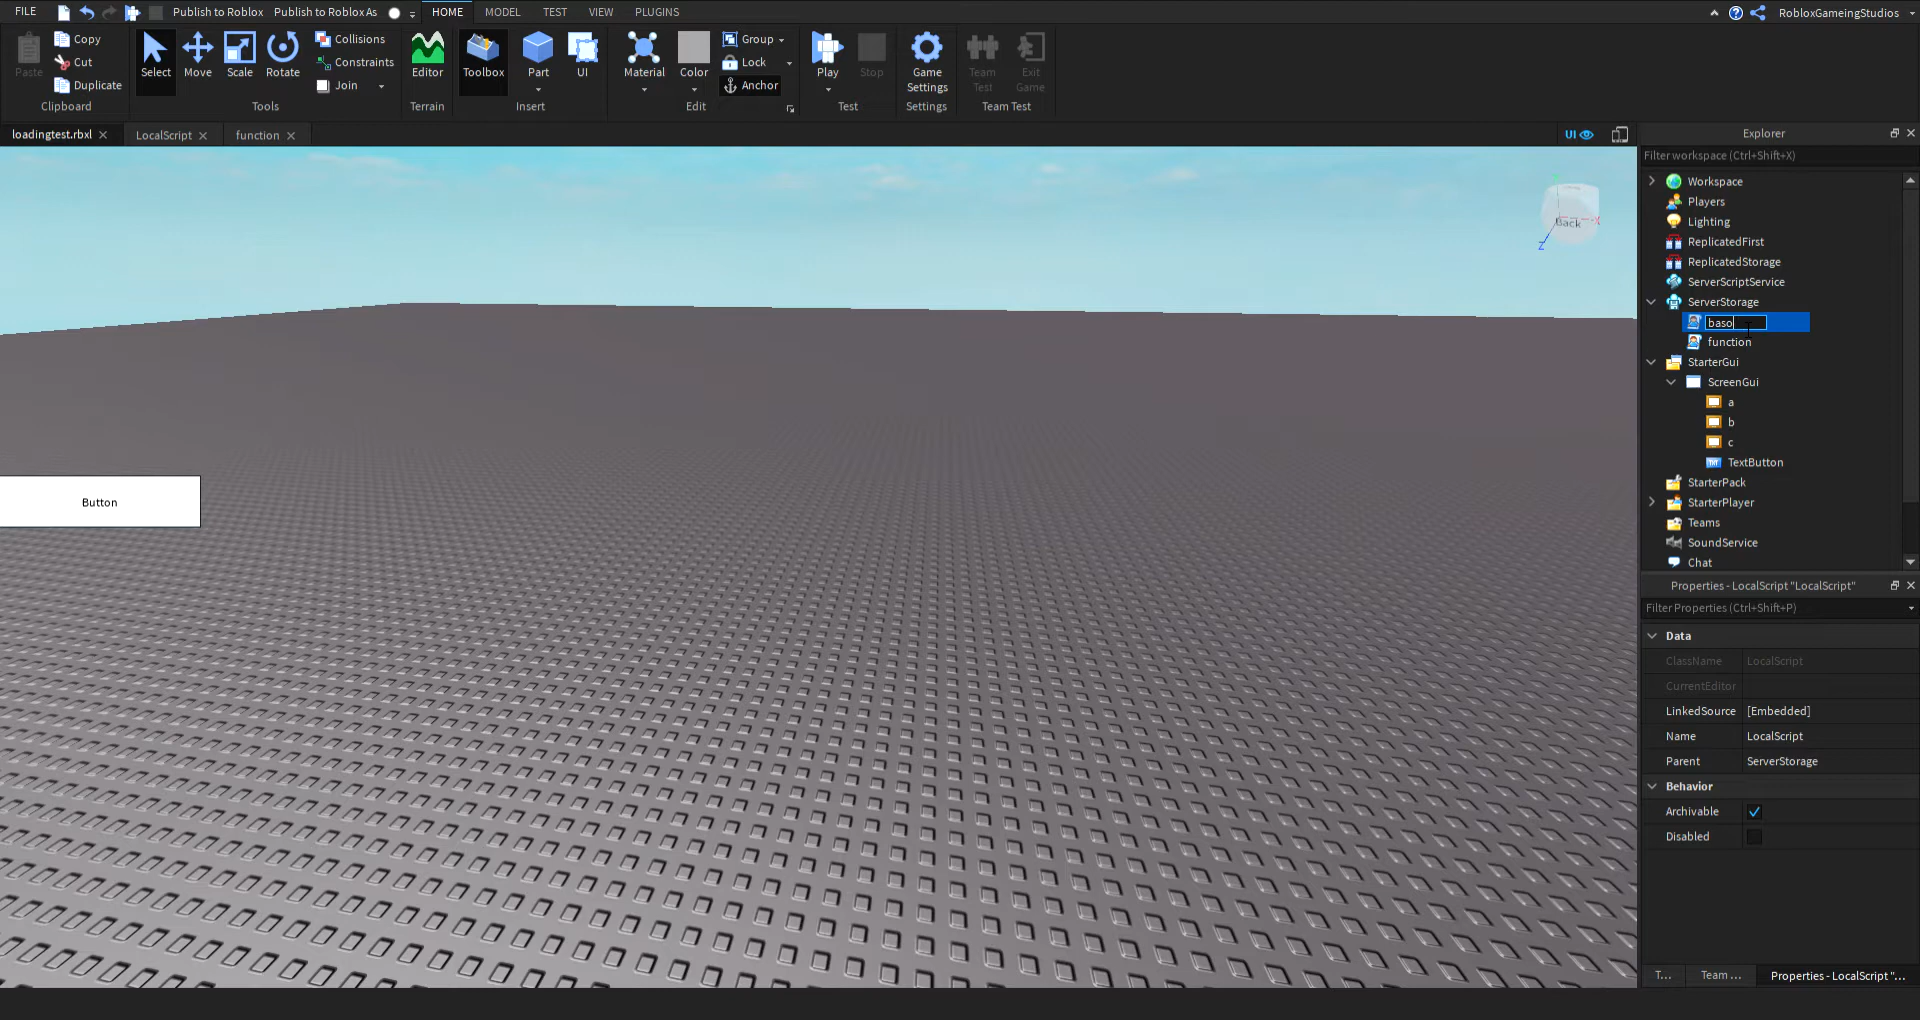 FILE
Publish to Roblox
Publish to Roblox As
HOME
MODEL
TEST
VIEW
PLUGINS
RobloxGameingStudios
Paste
Copy
Cut
Duplicate
Clipboard
Select
Move
Scale
Rotate
Collisions
Constraints
Join
Tools
Editor
Terrain
Toolbox
Part
UI
Insert
Material
Color
Group
Lock
Anchor
Edit
Play
Stop
Test
Game
Settings
Settings
Team
Test
Exit
Game
Team Test
loadingtest.rbxl
LocalScript
function
UI
Back
Z
Button
Explorer
Filter workspace (Ctrl+Shift+X)
Workspace
Players
Lighting
ReplicatedFirst
ReplicatedStorage
ServerScriptService
ServerStorage
baso
function
StarterGui
ScreenGui
a
b
c
TextButton
StarterPack
StarterPlayer
Teams
SoundService
Chat
Properties - LocalScript "LocalScript"
Filter Properties (Ctrl+Shift+P)
Data
ClassName LocalScript
CurrentEditor
LinkedSource [Embedded]
Name LocalScript
Parent ServerStorage
Behavior
Archivable
Disabled
T...
Team ...
Properties - LocalScript "...